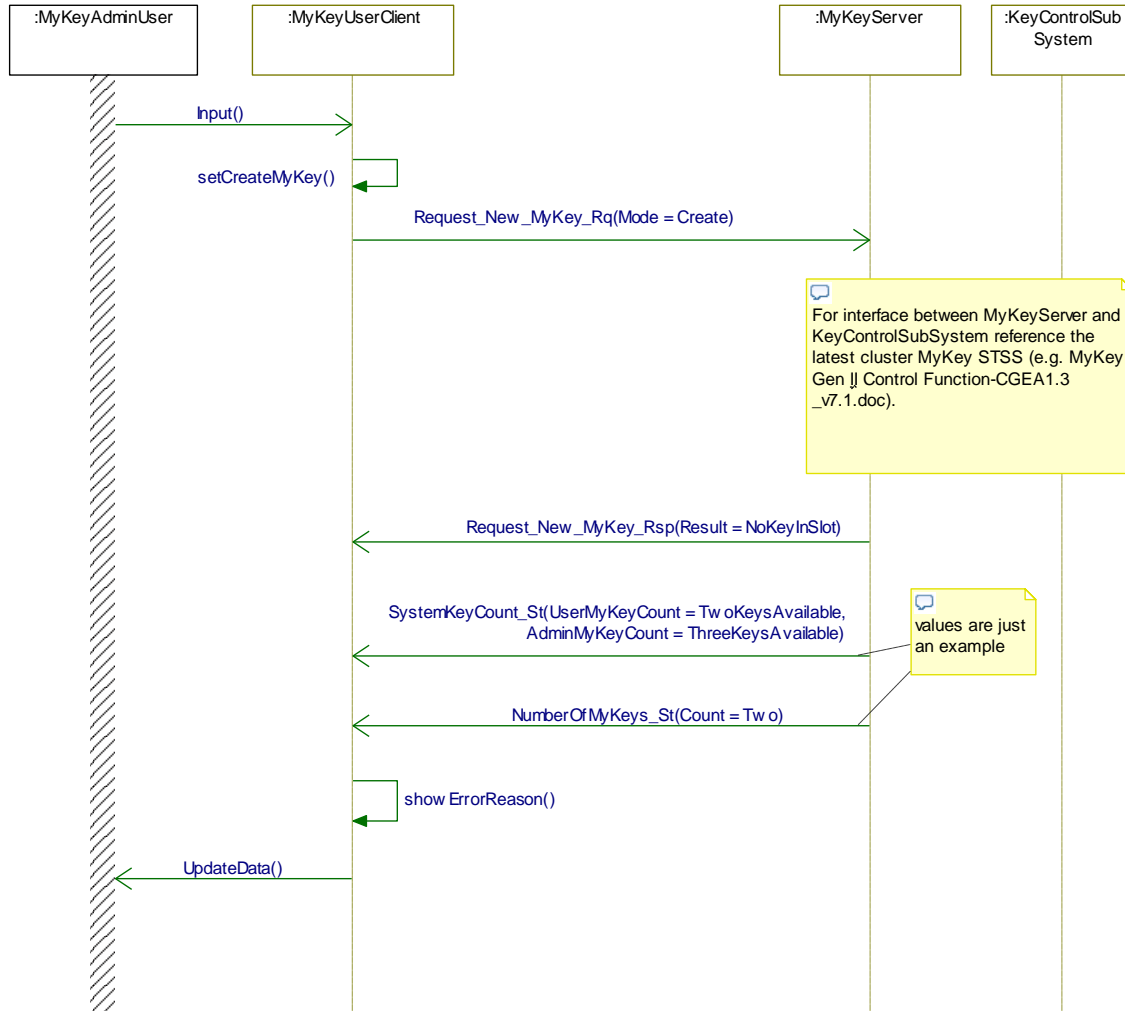 :MyKeyAdminUser
:MyKeyUserClient
:MyKeyServer
:KeyControlSub
System
Input()
setCreateMyKey()
Request_New_MyKey_Rq(Mode = Create)
For interface between MyKeyServer and
KeyControlSubSystem reference the
latest cluster MyKey STSS (e.g. MyKey
Gen II Control Function-CGEA1.3
_v7.1.doc).
Request_New_MyKey_Rsp(Result = NoKeyInSlot)
SystemKeyCount_St(UserMyKeyCount = TwoKeysAvailable,
AdminMyKeyCount = ThreeKeysAvailable)
values are just
an example
NumberOfMyKeys_St(Count = Two)
showErrorReason()
UpdateData()